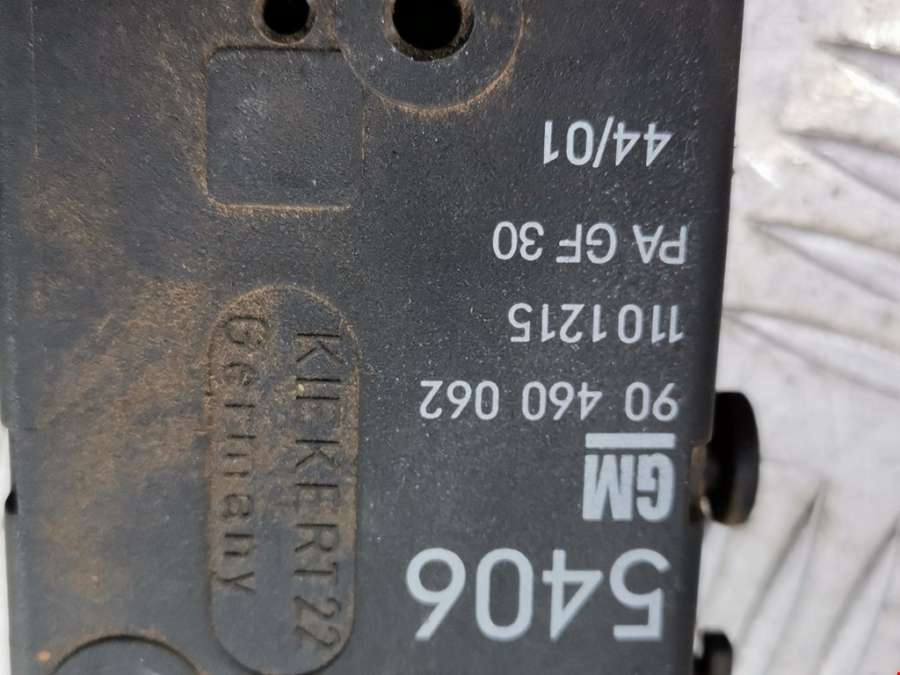 5406
GM
90 460 062
1101215
PA GF 30
44/01
KIEKERT 22
Germany